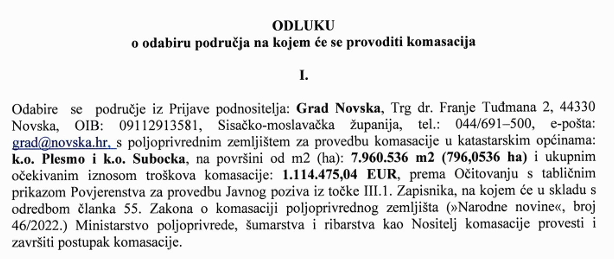 ODLUKU
o odabiru područja na kojem će se provoditi komasacija
I.
Odabire se područje iz Prijave podnositelja: Grad Novska, Trg dr. Franje Tuđmana 2, 44330
Novska, OIB: 09112913581, Sisačko-moslavačka županija, tel.: 044/691–500, e-pošta:
grad@novska.hr, s poljoprivrednim zemljištem za provedbu komasacije u katastarskim općinama:
k.o. Plesmo i k.o. Subocka, na površini od m2 (ha): 7.960.536 m2 (796,0536 ha) i ukupnim
očekivanim iznosom troškova komasacije: 1.114.475,04 EUR, prema Očitovanju s tabličnim
prikazom Povjerenstva za provedbu Javnog poziva iz točke III.1. Zapisnika, na kojem će u skladu s
odredbom članka 55. Zakona o komasaciji poljoprivrednog zemljišta (»Narodne novine«, broj
46/2022.) Ministarstvo poljoprivrede, šumarstva i ribarstva kao Nositelj komasacije provesti i
završiti postupak komasacije.